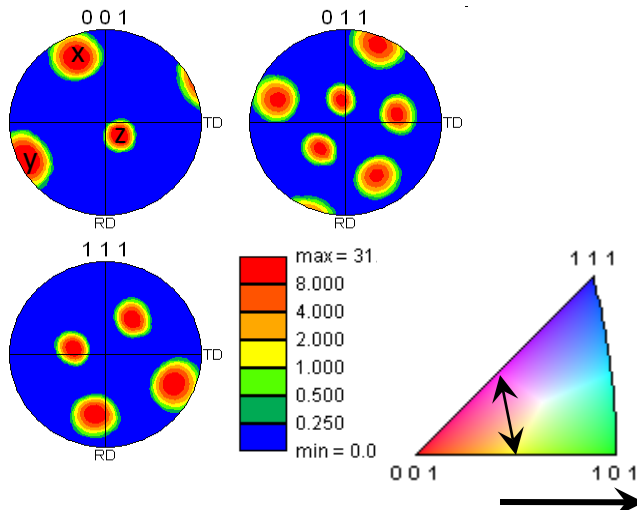 0 0 1
0 1 1
x
y
z
TD
TD
RD
RD
1 1 1
TD
RD
max = 31.
8.000
4.000
2.000
1.000
0.500
0.250
min = 0.0
1 1 1
0 0 1
1 0 1